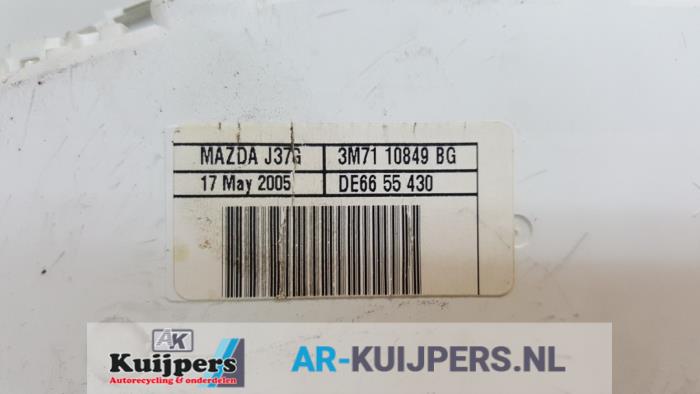 MAZDA J37G 3M71 10849 BG
17 May 2005 DE66 55 430
AK
Kuijpers
Autorecycling & onderdelen
AR-KUIJPERS.NL